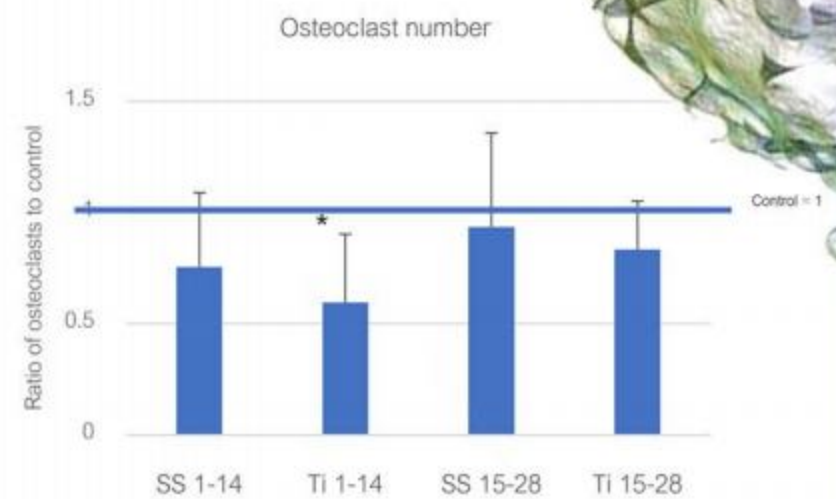 Osteoclast number
Ratio of osteoclasts to control
1.5
1
0.5
0
*
Control = 1
SS 1-14
Ti 1-14
SS 15-28
Ti 15-28